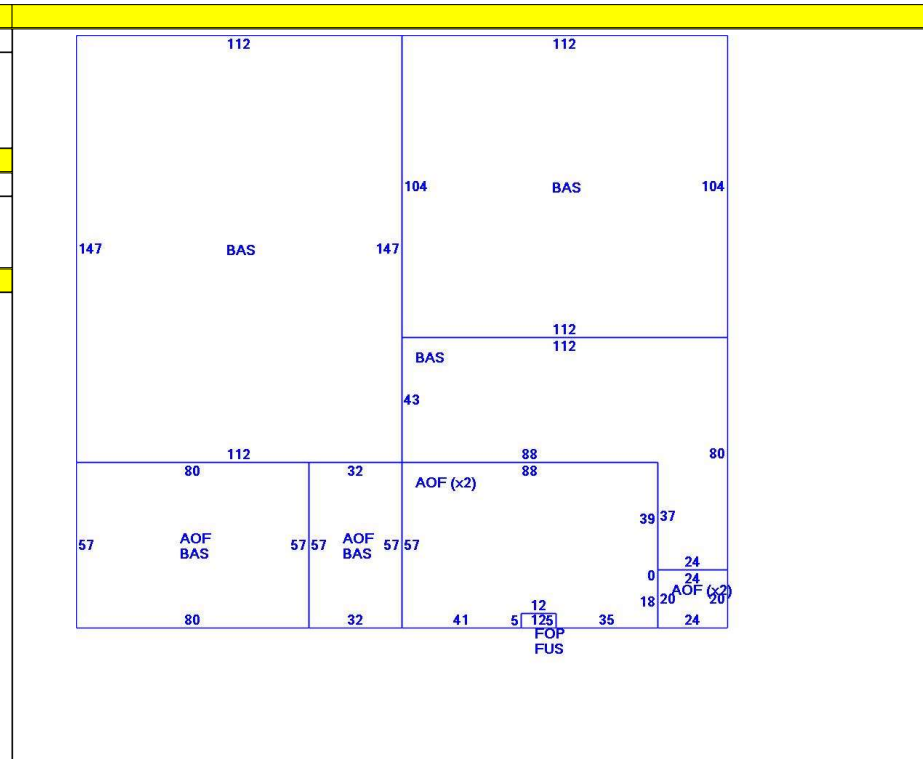 112 112
104 BAS 104
147 BAS 147
112
112
BAS
43
112 88 80
80 32 88
AOF (x2)
39 37
57 AOF 57 57 AOF 57 57
BAS BAS
24
0 24
AOF (x2)
18 20 20
12
80 32 41 5 12 5 35 24
FOP
FUS